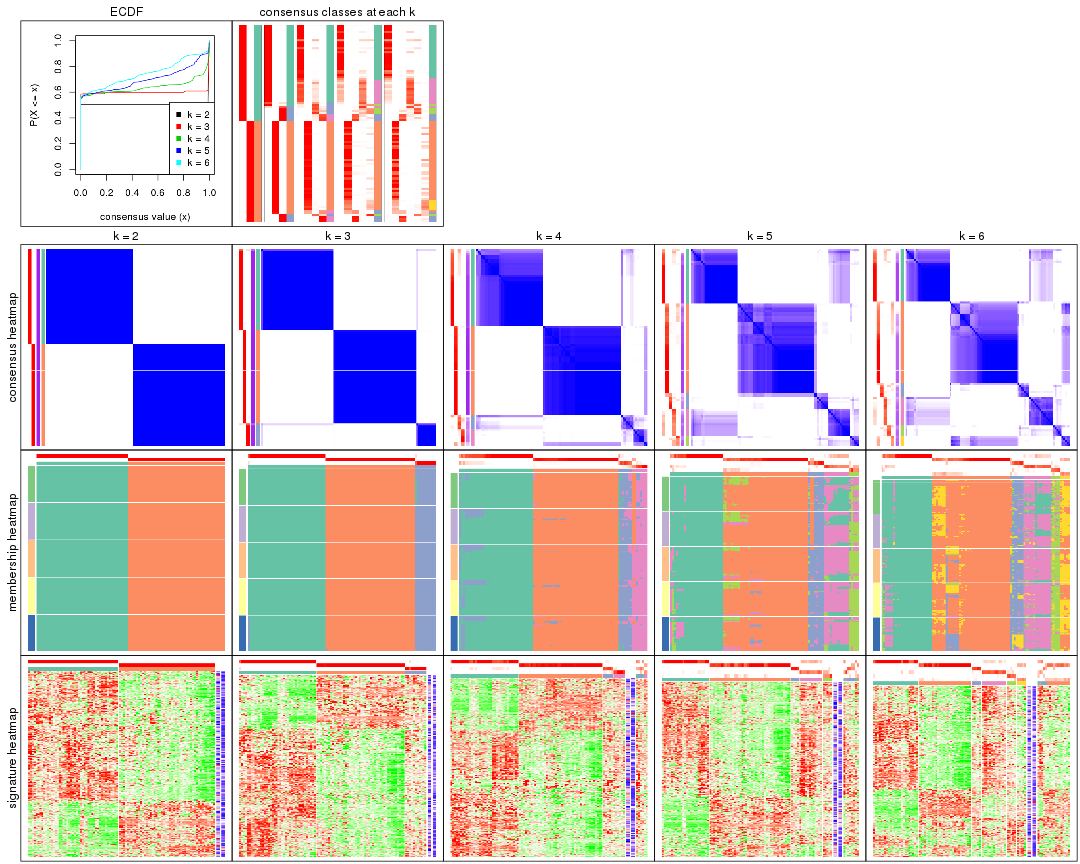 ECDF
consensus classes at each k
P(X <= x)
0.0 0.2 0.4 0.6 0.8 1.0
k = 2
k = 3
k = 4
k = 5
k = 6
0.0 0.2 0.4 0.6 0.8 1.0
consensus value (x)
k = 2
k = 3
k = 4
k = 5
k = 6
consensus heatmap
membership heatmap
signature heatmap